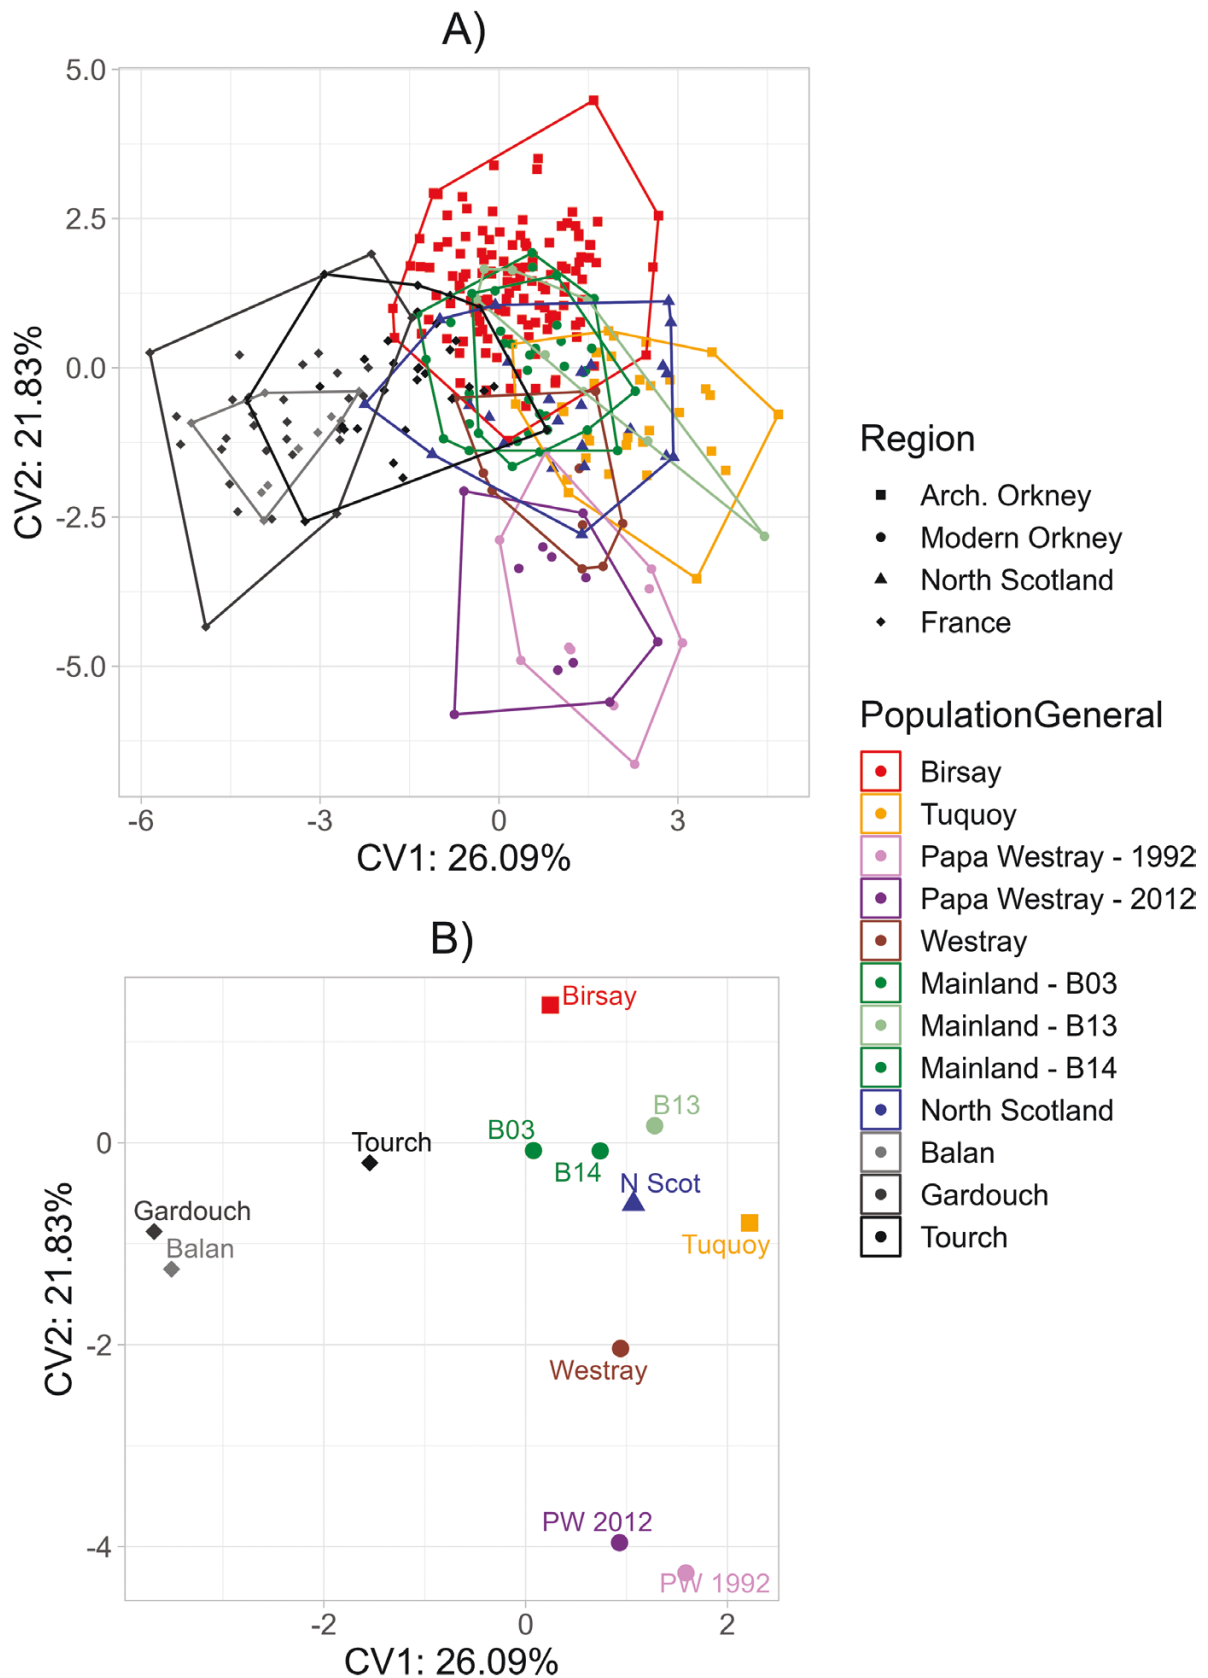 A)
5.0
2.5
0.0
-2.5
-5.0
CV2: 21.83%
-6 -3 0 3
CV1: 26.09%
Region
Arch. Orkney
Modern Orkney
North Scotland
France
PopulationGeneral
Birsay
Tuquoy
Papa Westray - 1992
Papa Westray - 2012
Westray
Mainland - B03
Mainland - B13
Mainland - B14
North Scotland
Balan
Gardouch
Tourch
B)
Birsay
B13
B03
Tourch
B14
N Scot
Gardouch
Tuquoy
Balan
Westray
PW 2012
PW 1992
0
-2
-4
CV2: 21.83%
-2 0 2
CV1: 26.09%